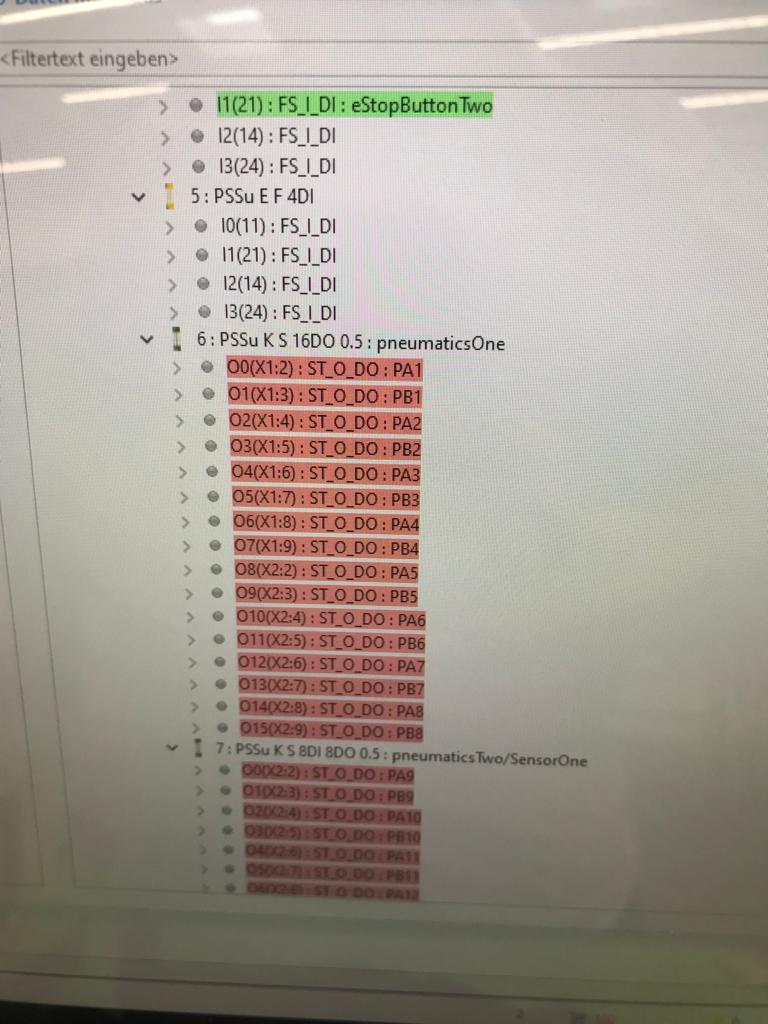 <Filtertext eingeben>
I1(21) : FS_I_DI : eStopButtonTwo
I2(14) : FS_I_DI
I3(24) : FS_I_DI
5 : PSSu E F 4DI
I0(11) : FS_I_DI
I1(21) : FS_I_DI
I2(14) : FS_I_DI
I3(24) : FS_I_DI
6 : PSSu K S 16DO 0.5 : pneumaticsOne
O0(X1:2) : ST_O_DO : PA1
O1(X1:3) : ST_O_DO : PB1
O2(X1:4) : ST_O_DO : PA2
O3(X1:5) : ST_O_DO : PB2
O4(X1:6) : ST_O_DO : PA3
O5(X1:7) : ST_O_DO : PB3
O6(X1:8) : ST_O_DO : PA4
O7(X1:9) : ST_O_DO : PB4
O8(X2:2) : ST_O_DO : PA5
O9(X2:3) : ST_O_DO : PB5
O10(X2:4) : ST_O_DO : PA6
O11(X2:5) : ST_O_DO : PB6
O12(X2:6) : ST_O_DO : PA7
O13(X2:7) : ST_O_DO : PB7
O14(X2:8) : ST_O_DO : PA8
O15(X2:9) : ST_O_DO : PB8
7 : PSSu K S 8DI 8DO 0.5 : pneumaticsTwo/SensorOne
O0(X2:2) : ST_O_DO : PA9
O1(X2:3) : ST_O_DO : PB9
O2(X2:4) : ST_O_DO : PA10
O3(X2:5) : ST_O_DO : PB10
O4(X2:6) : ST_O_DO : PA11
O5(X2:7) : ST_O_DO : PB11
O6(X2:8) : ST_O_DO : PA12